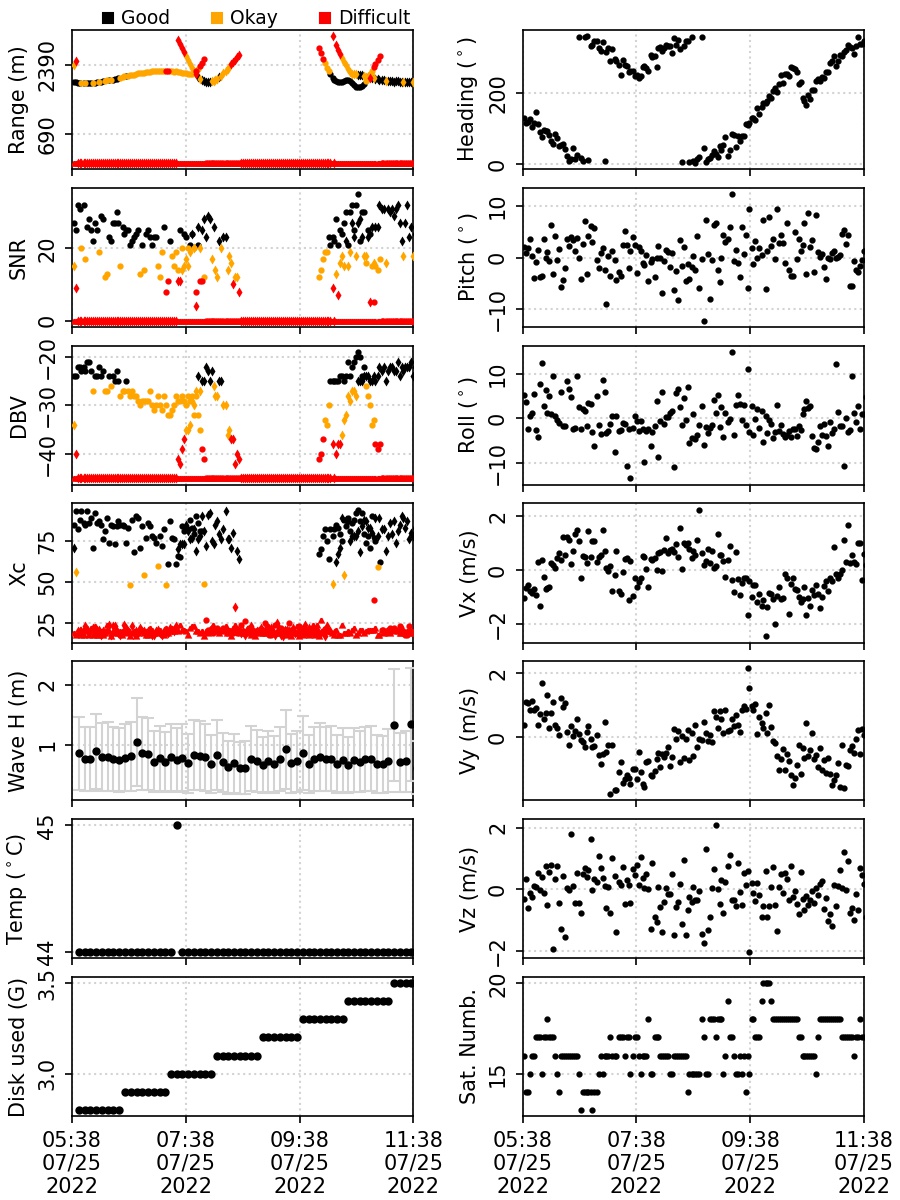 Good Okay Difficult
Range (m)
2390
690
Heading (°)
200
0
SNR
20
0
Pitch (°)
10
0
−10
DBV
−20
−30
−40
Roll (°)
10
0
−10
Xc
75
50
25
Vx (m/s)
2
0
−2
Wave H (m)
2
1
Vy (m/s)
2
0
Temp (°C)
45
44
Vz (m/s)
2
0
−2
Disk used (G)
3.5
3.0
Sat. Numb.
20
15
05:38 07:38 09:38 11:38 05:38 07:38 09:38 11:38
07/25 07/25 07/25 07/25 07/25 07/25 07/25 07/25
2022 2022 2022 2022 2022 2022 2022 2022